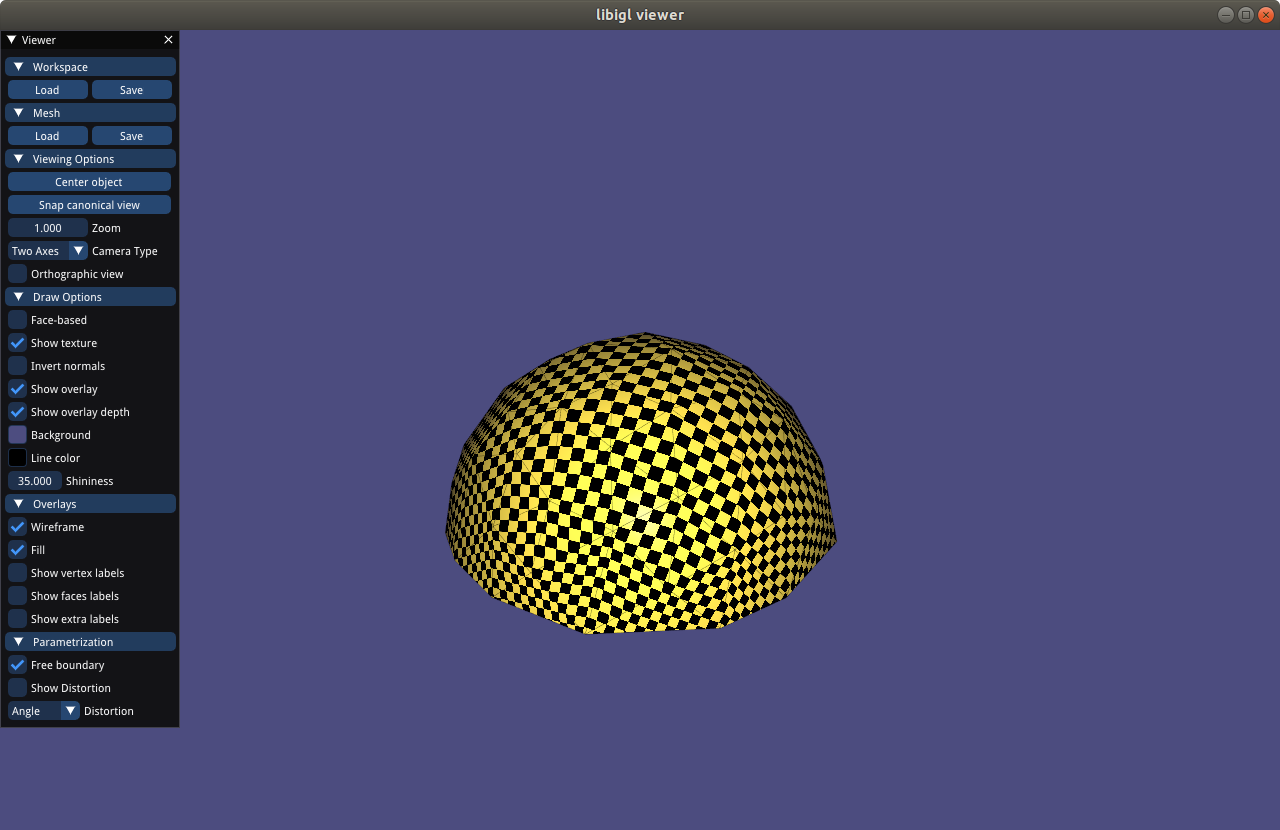 libigl viewer
Viewer
Workspace
Load Save
Mesh
Load Save
Viewing Options
Center object
Snap canonical view
1.000 Zoom
Two Axes Camera Type
Orthographic view
Draw Options
Face-based
Show texture
Invert normals
Show overlay
Show overlay depth
Background
Line color
35.000 Shininess
Overlays
Wireframe
Fill
Show vertex labels
Show faces labels
Show extra labels
Parametrization
Free boundary
Show Distortion
Angle Distortion